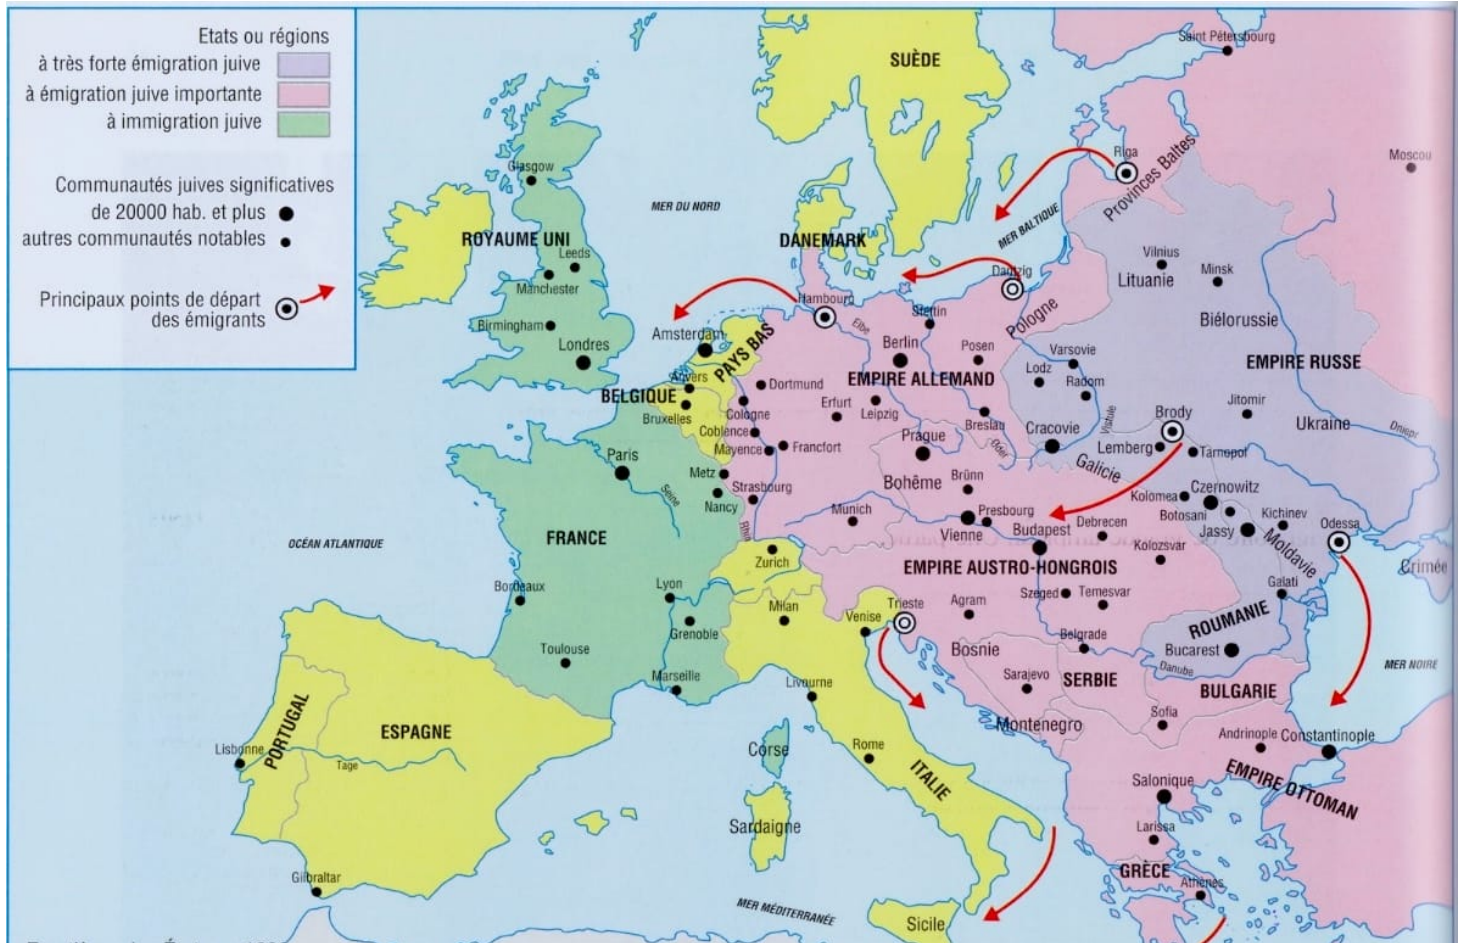 Etats ou régions
à très forte émigration juive
à émigration juive importante
à immigration juive
Communautés juives significatives
de 20000 hab. et plus
autres communautés notables
Principaux points de départ
des émigrants
SUÈDE
Saint Pétersbourg
Moscou
Riga
Provinces Baltes
Glasgow
MER DU NORD
MER BALTIQUE
ROYAUME UNI
Leeds
Manchester
DANEMARK
Vilnius
Minsk
Lituanie
Dantzig
Hambourg
Birmingham
Londres
Amsterdam
PAYS BAS
Elbe
Stettin
Pologne
Biélorussie
Berlin
Posen
Varsovie
Lodz
Radom
EMPIRE RUSSE
Anvers
BELGIQUE
Bruxelles
Dortmund
EMPIRE ALLEMAND
Cologne
Erfurt
Leipzig
Coblence
Mayence
Francfort
Breslau
Oder
Vistule
Brody
Jitomir
Ukraine
Dniepr
Cracovie
Lemberg
Tarnopol
Galicie
Prague
Bohême
Brünn
Paris
Seine
Metz
Strasbourg
Nancy
Rhin
Munich
Vienne
Presbourg
Budapest
Debrecen
Kolomea
Czernowitz
Botosani
Jassy
Kichinev
Moldavie
Odessa
Kolozsvar
Crimée
OCÉAN ATLANTIQUE
FRANCE
Zurich
EMPIRE AUSTRO-HONGROIS
Bordeaux
Lyon
Grenoble
Milan
Venise
Trieste
Agram
Szeged
Temesvar
Galati
ROUMANIE
Bucarest
Toulouse
Marseille
Livourne
Bosnie
Belgrade
Danube
MER NOIRE
Sarajevo
SERBIE
BULGARIE
Montenegro
Sofia
Andrinople
Constantinople
PORTUGAL
ESPAGNE
Lisbonne
Tage
Corse
Rome
ITALIE
Salonique
EMPIRE OTTOMAN
Sardaigne
Larissa
GRÈCE
Athènes
Gilbraltar
MER MÉDITERRANÉE
Sicile